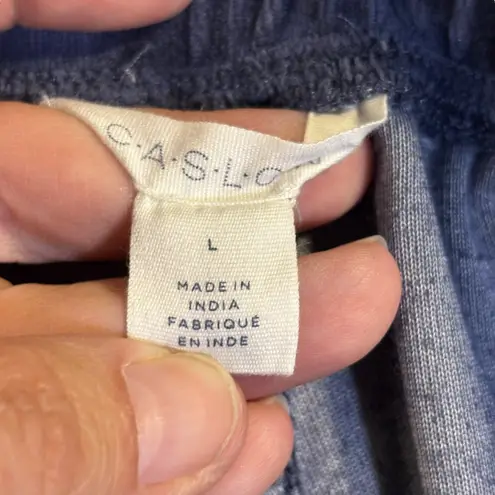 C·A·S·L·O
L
MADE IN
INDIA
FABRIQUÉ
EN INDE